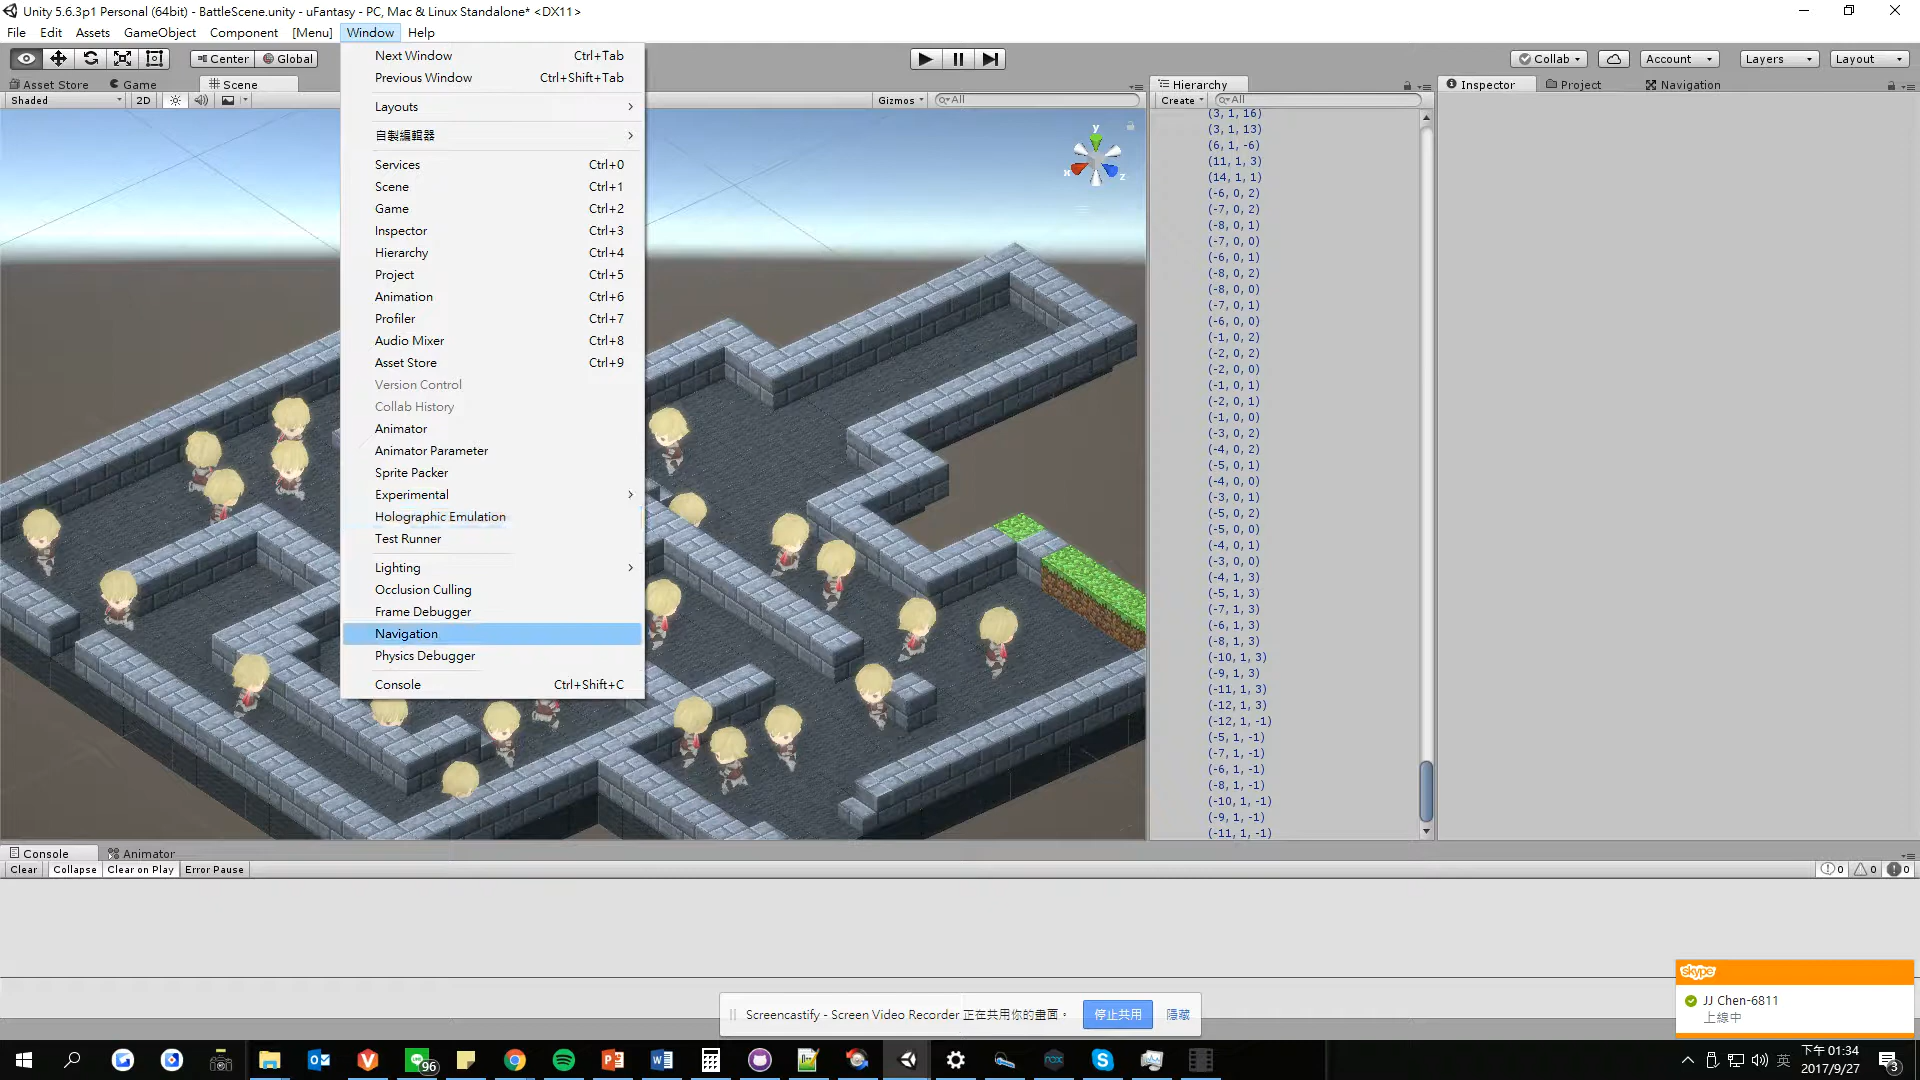 Unity 5.6.3p1 Personal (64bit) - BattleScene.unity - uFantasy - PC, Mac & Linux Standalone* <DX11>
File Edit Assets GameObject Component [Menu] Window Help
Center Global
Collab Account Layers Layout
Asset Store Game Scene
Shaded 2D Gizmos All
Next Window Ctrl+Tab
Previous Window Ctrl+Shift+Tab
Layouts
自製編輯器
Services Ctrl+0
Scene Ctrl+1
Game Ctrl+2
Inspector Ctrl+3
Hierarchy Ctrl+4
Project Ctrl+5
Animation Ctrl+6
Profiler Ctrl+7
Audio Mixer Ctrl+8
Asset Store Ctrl+9
Version Control
Collab History
Animator
Animator Parameter
Sprite Packer
Experimental
Holographic Emulation
Test Runner
Lighting
Occlusion Culling
Frame Debugger
Navigation
Physics Debugger
Console Ctrl+Shift+C
y
x
z
Hierarchy
Create All
(3, 1, 16)
(3, 1, 13)
(6, 1, -6)
(11, 1, 3)
(14, 1, 1)
(-6, 0, 2)
(-7, 0, 2)
(-8, 0, 1)
(-7, 0, 0)
(-6, 0, 1)
(-8, 0, 2)
(-8, 0, 0)
(-7, 0, 1)
(-6, 0, 0)
(-1, 0, 2)
(-2, 0, 2)
(-2, 0, 0)
(-1, 0, 1)
(-2, 0, 1)
(-1, 0, 0)
(-3, 0, 2)
(-4, 0, 2)
(-5, 0, 1)
(-4, 0, 0)
(-3, 0, 1)
(-5, 0, 2)
(-5, 0, 0)
(-4, 0, 1)
(-3, 0, 0)
(-4, 1, 3)
(-5, 1, 3)
(-7, 1, 3)
(-6, 1, 3)
(-8, 1, 3)
(-10, 1, 3)
(-9, 1, 3)
(-11, 1, 3)
(-12, 1, 3)
(-12, 1, -1)
(-5, 1, -1)
(-7, 1, -1)
(-6, 1, -1)
(-8, 1, -1)
(-10, 1, -1)
(-9, 1, -1)
(-11, 1, -1)
Inspector Project Navigation
Console Animator
Clear Collapse Clear on Play Error Pause 0 0 0
Screencastify - Screen Video Recorder 正在共用你的畫面。 停止共用 隱藏
skype
JJ Chen-6811
上線中
96
英
下午 01:34
2017/9/27
3